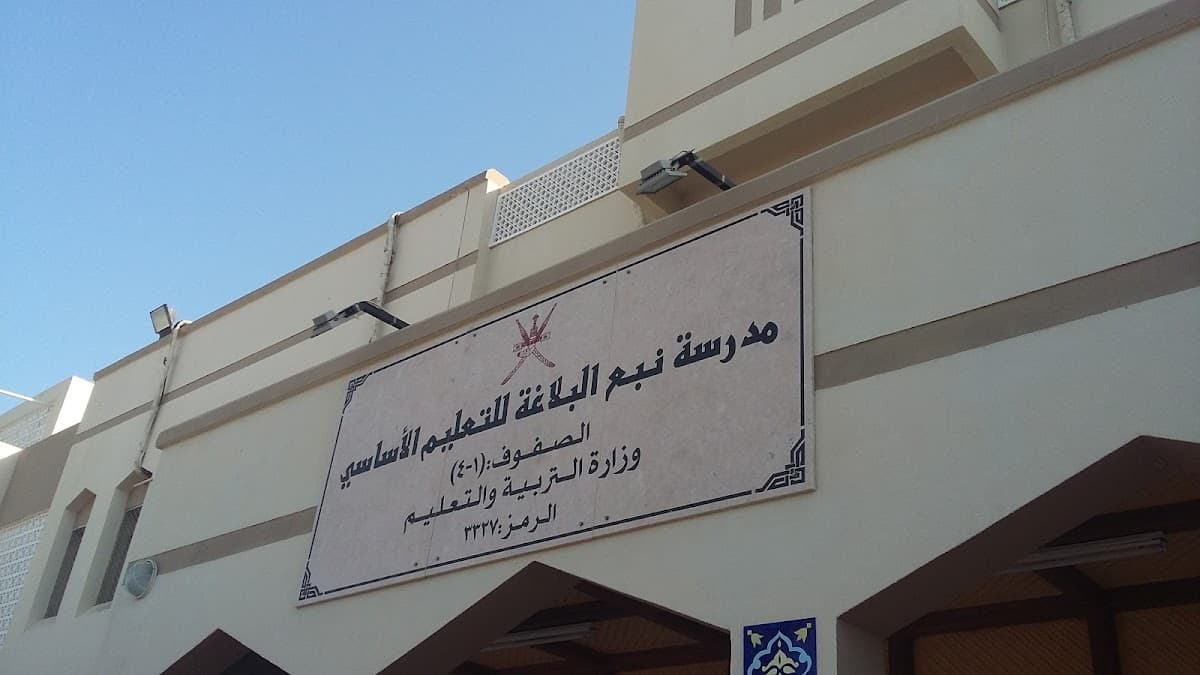 مدرسة نبع البلاغة للتعليم الأساسي
الصفوف:(١-٤)
وزارة التربية والتعليم
الرمز:٣٣٢٧